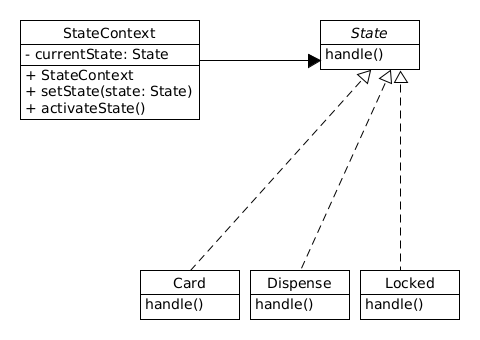 StateContext
- currentState: State
+ StateContext
+ setState(state: State)
+ activateState()
State
handle()
Card
handle()
Dispense
handle()
Locked
handle()